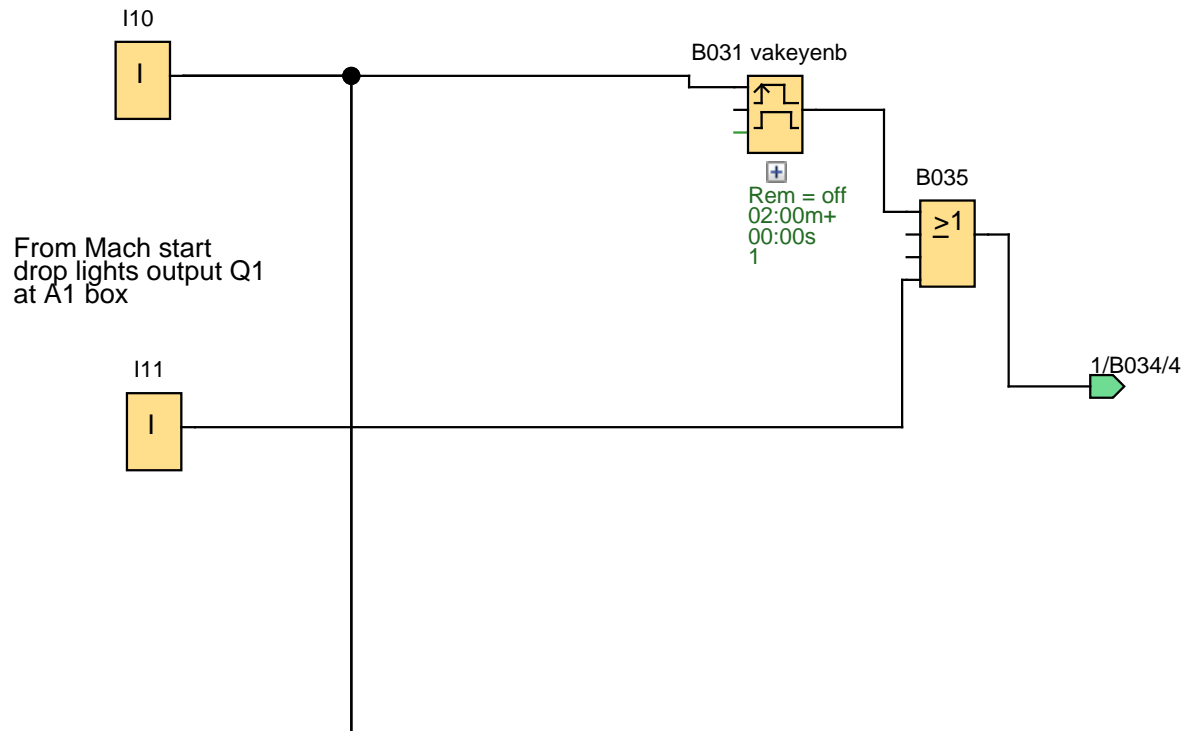 I10
I
B031 vakeyenb
Rem = off
02:00m+
00:00s
1
B035
≥1
From Mach start
drop lights output Q1
at A1 box
I11
I
1/B034/4